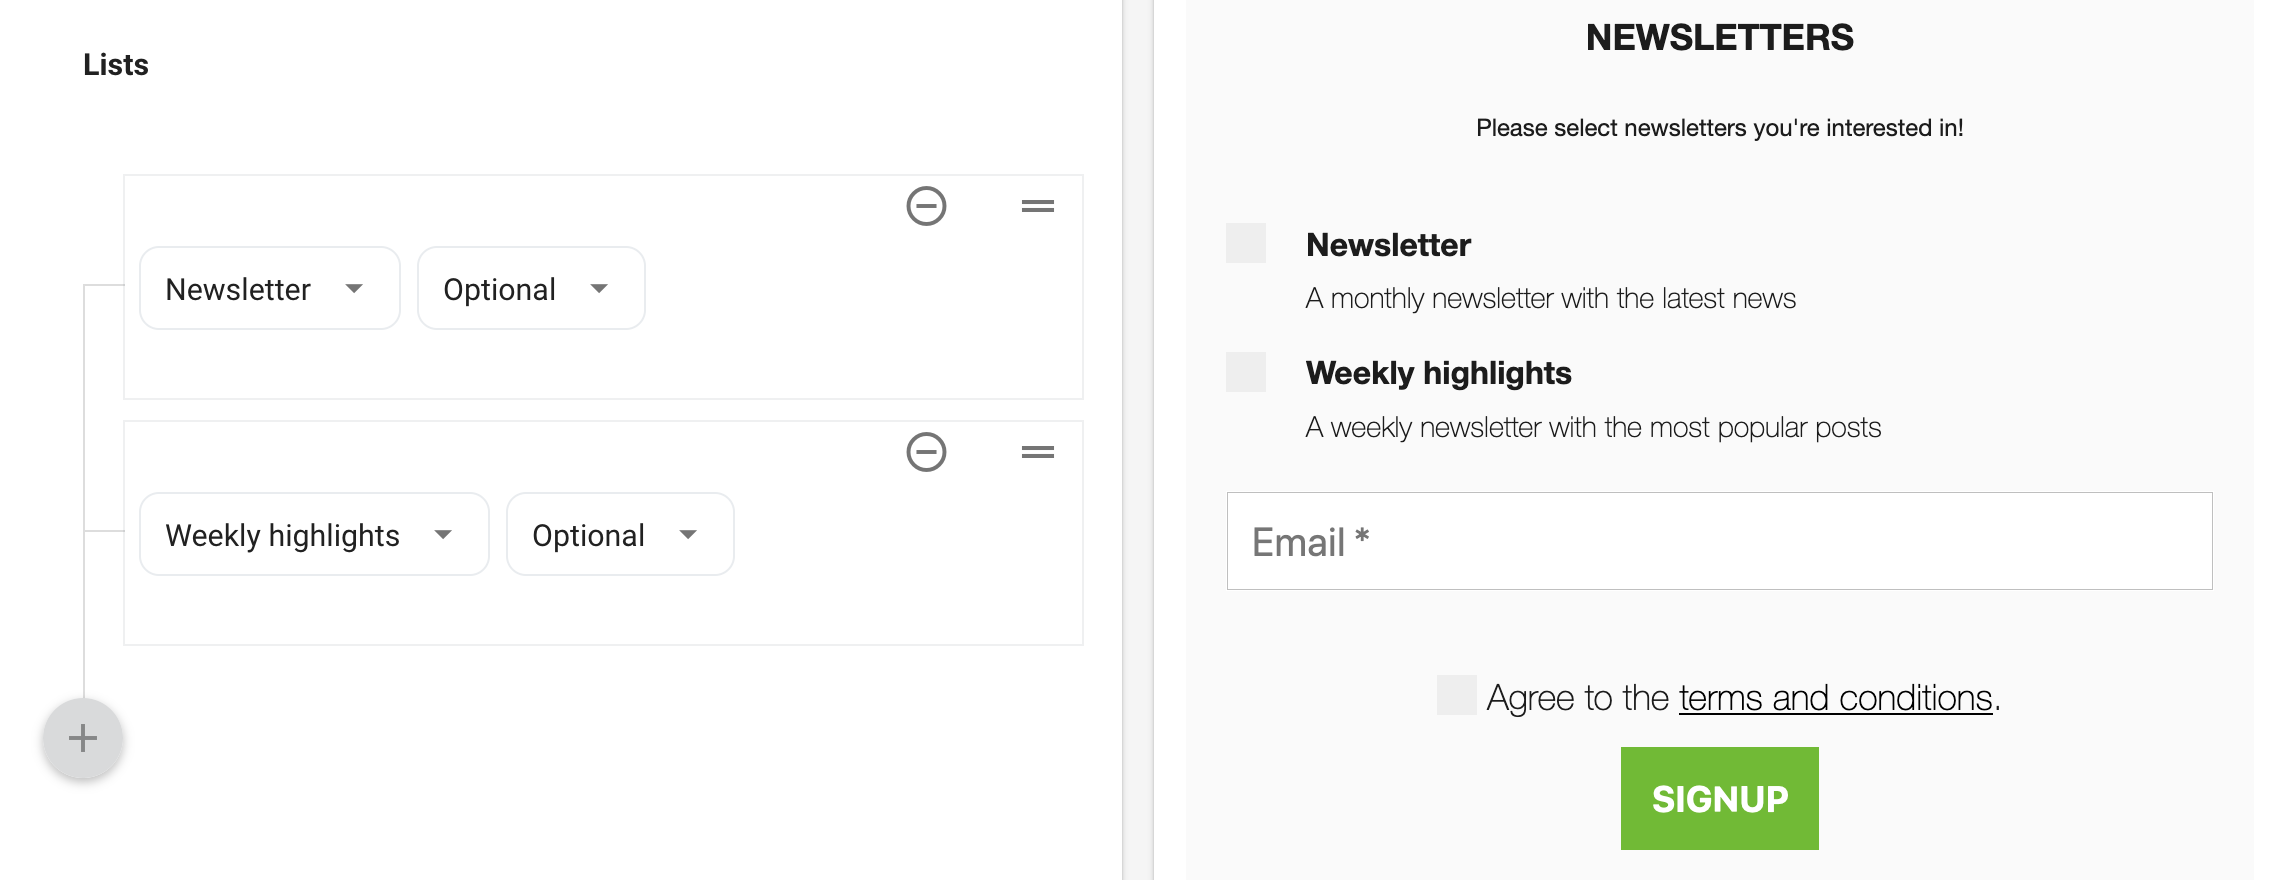 Lists
Newsletter
Optional
Weekly highlights
Optional
NEWSLETTERS
Please select newsletters you're interested in!
Newsletter
A monthly newsletter with the latest news
Weekly highlights
A weekly newsletter with the most popular posts
Email *
Agree to the terms and conditions.
SIGNUP